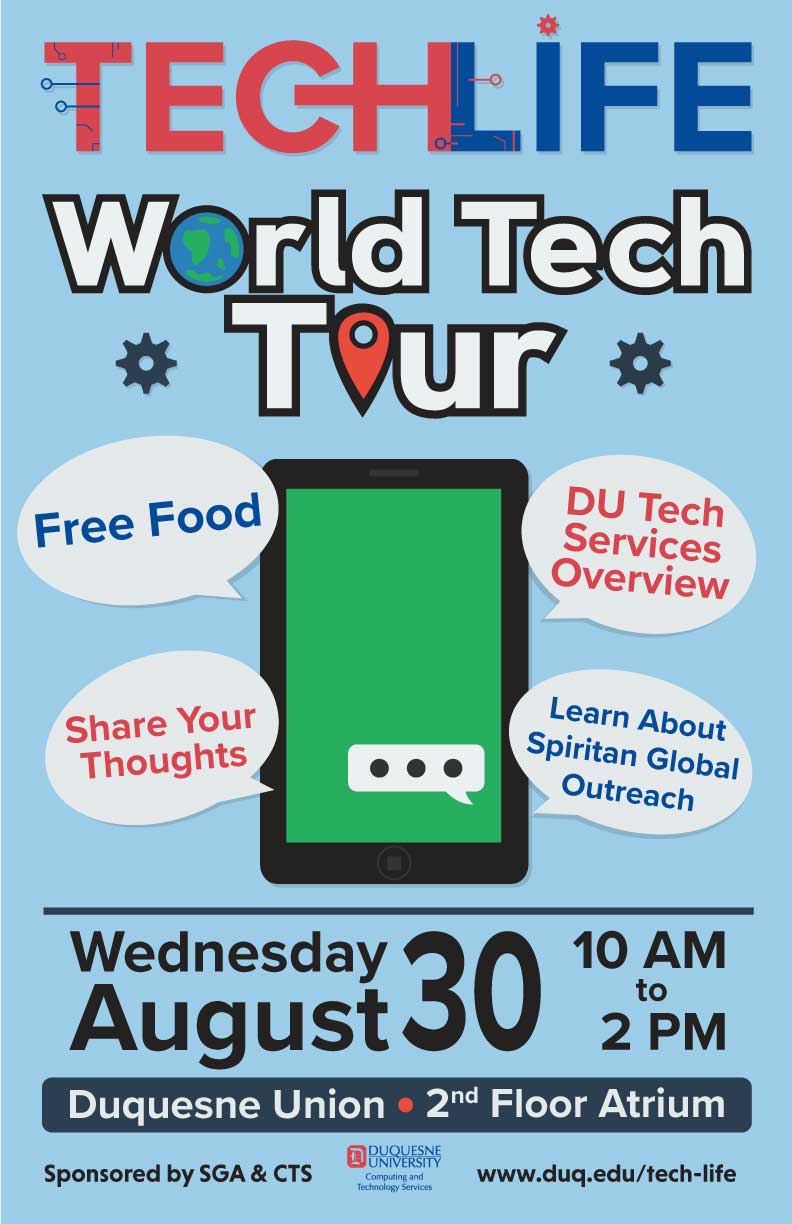 TECHLIFE
World Tech
Tour
Free Food
DU Tech
Services
Overview
Share Your
Thoughts
Learn About
Spiritan Global
Outreach
Wednesday
August 30
10 AM
to
2 PM
Duquesne Union • 2nd Floor Atrium
Sponsored by SGA & CTS
DUQUESNE
UNIVERSITY
Computing and
Technology Services
www.duq.edu/tech-life